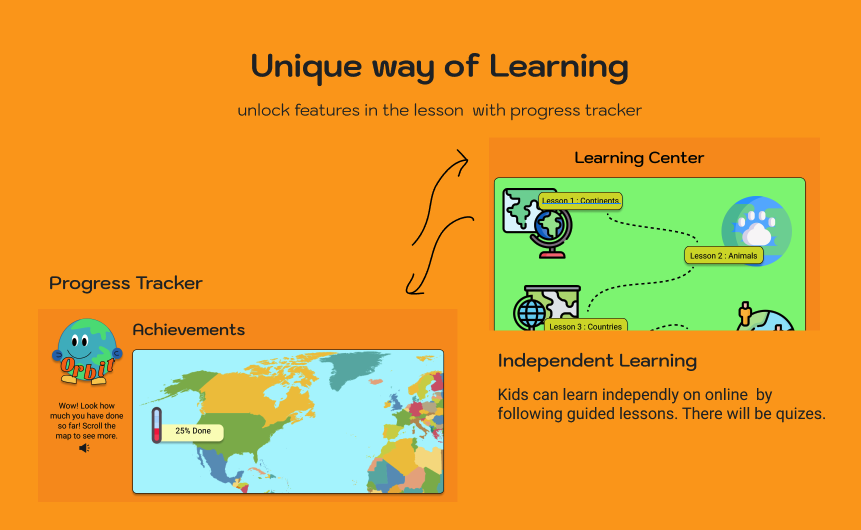 Unique way of Learning
unlock features in the lesson with progress tracker
Learning Center
Lesson 1 : Continents
Lesson 2 : Animals
Lesson 3 : Countries
Progress Tracker
Achievements
Orbit
Wow! Look how
much you have done
so far! Scroll the
map to see more.
25% Done
Independent Learning
Kids can learn independly on online by
following guided lessons. There will be quizes.